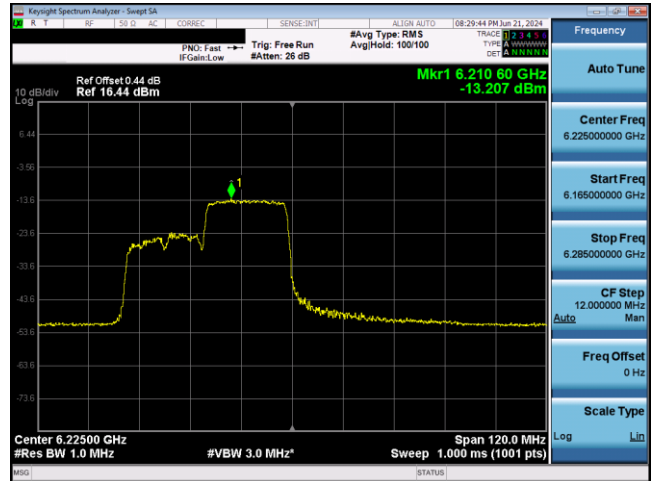 Keysight Spectrum Analyzer - Swept SA
R T RF 50 Ω AC CORREC SENSE:INT ALIGN AUTO 08:29:44 PM Jun 21, 2024
PNO: Fast
IFGain:Low
Trig: Free Run
#Atten: 26 dB
#Avg Type: RMS
Avg|Hold: 100/100
TRACE 1 2 3 4 5 6
TYPE A WWWWW
DET A N N N N N
Ref Offset 0.44 dB
10 dB/div Ref 16.44 dBm
Log
Mkr1 6.210 60 GHz
-13.207 dBm
1
6.44
-3.56
-13.6
-23.6
-33.6
-43.6
-53.6
-63.6
-73.6
Center 6.22500 GHz Span 120.0 MHz
#Res BW 1.0 MHz #VBW 3.0 MHz* Sweep 1.000 ms (1001 pts)
MSG STATUS
Frequency
Auto Tune
Center Freq
6.225000000 GHz
Start Freq
6.165000000 GHz
Stop Freq
6.285000000 GHz
CF Step
12.000000 MHz
Auto Man
Freq Offset
0 Hz
Scale Type
Log Lin